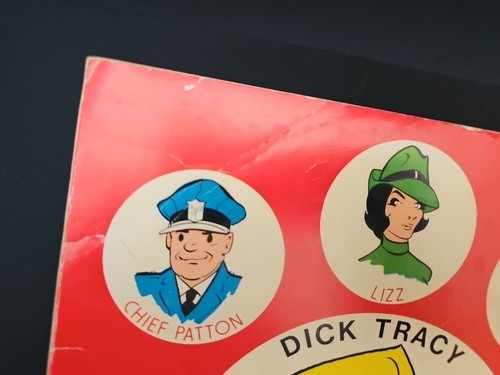 CHIEF PATTON
LIZZ
DICK TRACY